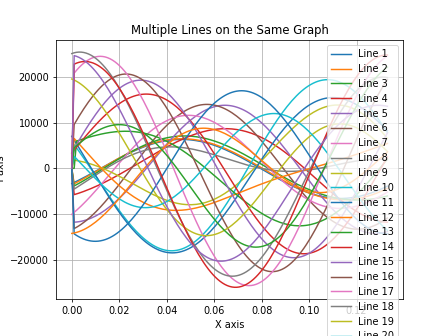 Multiple Lines on the Same Graph
20000
10000
0
−10000
−20000
0.00
0.02
0.04
0.06
0.08
0.10
X axis
Line 1
Line 2
Line 3
Line 4
Line 5
Line 6
Line 7
Line 8
Line 9
Line 10
Line 11
Line 12
Line 13
Line 14
Line 15
Line 16
Line 17
Line 18
Line 19
Line 20